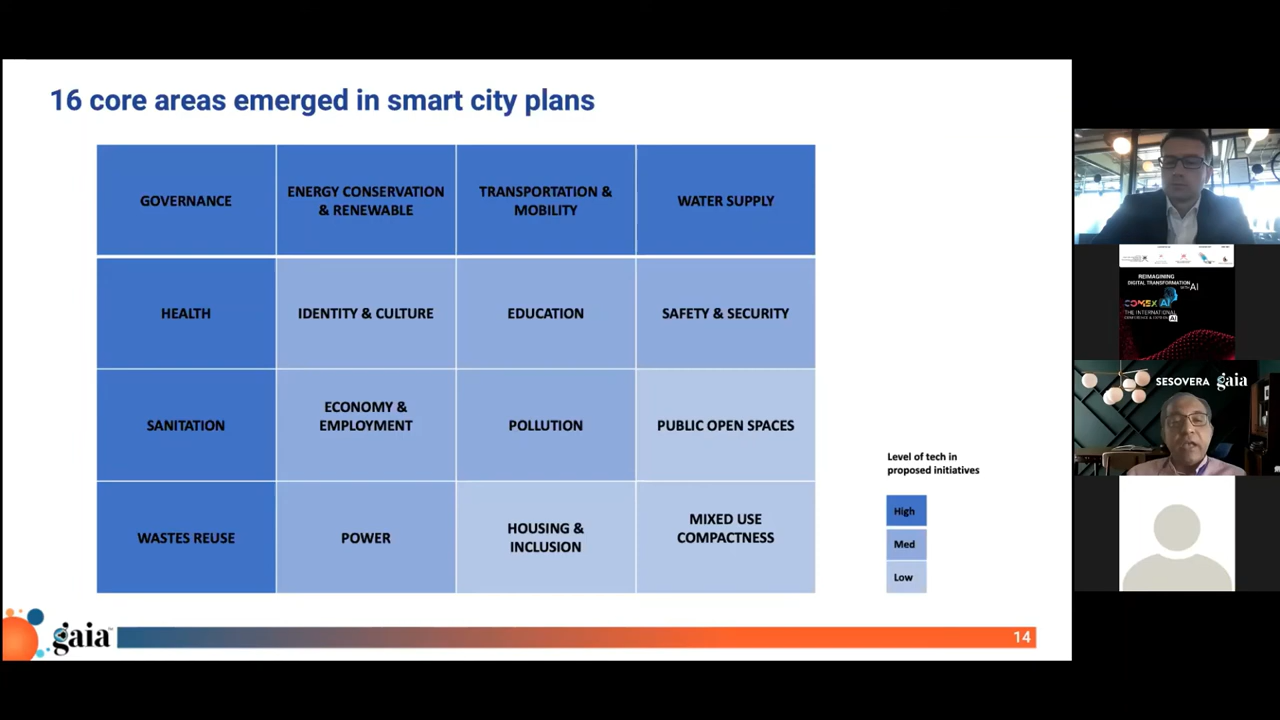 16 core areas emerged in smart city plans
GOVERNANCE
ENERGY CONSERVATION
& RENEWABLE
TRANSPORTATION &
MOBILITY
WATER SUPPLY
HEALTH
IDENTITY & CULTURE
EDUCATION
SAFETY & SECURITY
SANITATION
ECONOMY &
EMPLOYMENT
POLLUTION
PUBLIC OPEN SPACES
WASTES REUSE
POWER
HOUSING &
INCLUSION
MIXED USE
COMPACTNESS
Level of tech in
proposed initiatives
High
Med
Low
gaia
14
REIMAGINING
DIGITAL TRANSFORMATION
WITH AI
COMEX AI
THE INTERNATIONAL
SESOVERA gaia